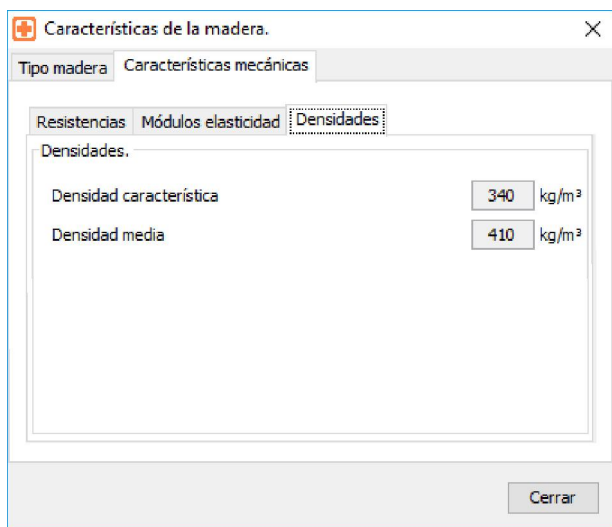 Características de la madera.
Tipo madera Características mecánicas
Resistencias Módulos elasticidad Densidades
Densidades.
Densidad característica 340 kg/m³
Densidad media 410 kg/m³
Cerrar